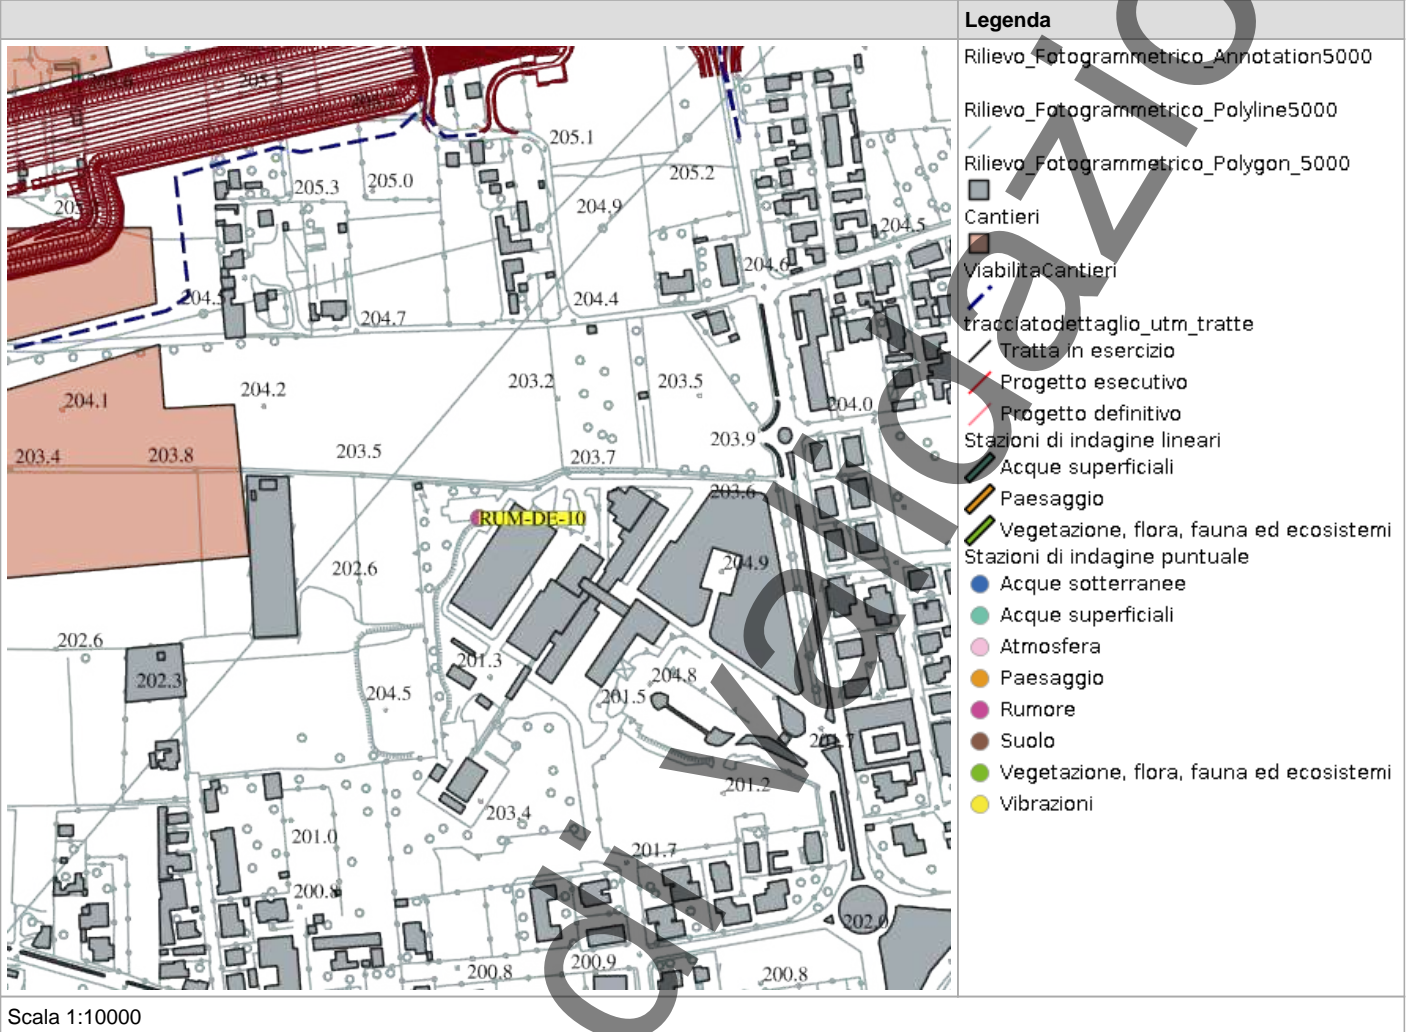 Legenda
Rilievo_Fotogrammetrico_Annotation5000
Rilievo_Fotogrammetrico_Polyline5000
Rilievo_Fotogrammetrico_Polygon_5000
Cantieri
ViabilitaCantieri
tracciatodettaglio_utm_tratte
Tratta in esercizio
Progetto esecutivo
Progetto definitivo
Stazioni di indagine lineari
Acque superficiali
Paesaggio
Vegetazione, flora, fauna ed ecosistemi
Stazioni di indagine puntuale
Acque sotterranee
Acque superficiali
Atmosfera
Paesaggio
Rumore
Suolo
Vegetazione, flora, fauna ed ecosistemi
Vibrazioni
205.1
205.3
205.0
205.2
204.9
204.5
204.6
204.4
204.7
203.2
203.5
204.1
204.2
204.0
203.9
203.4
203.8
203.5
203.7
203.6
RUM-DE-10
204.9
202.6
202.6
201.3
202.3
204.5
204.8
201.5
201.2
203.4
201.0
201.7
200.8
202.0
200.8
200.9
200.8
Scala 1:10000